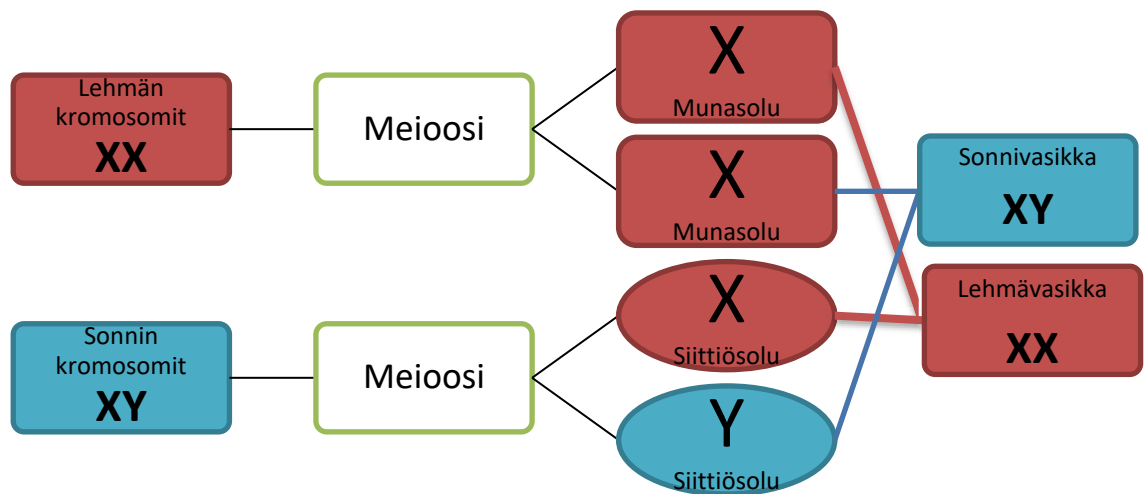 Lehmän
kromosomit
XX
Meioosi
X
Munasolu
X
Munasolu
Sonnivasikka
XY
Lehmävasikka
XX
Sonnin
kromosomit
XY
Meioosi
X
Siittiösolu
Y
Siittiösolu